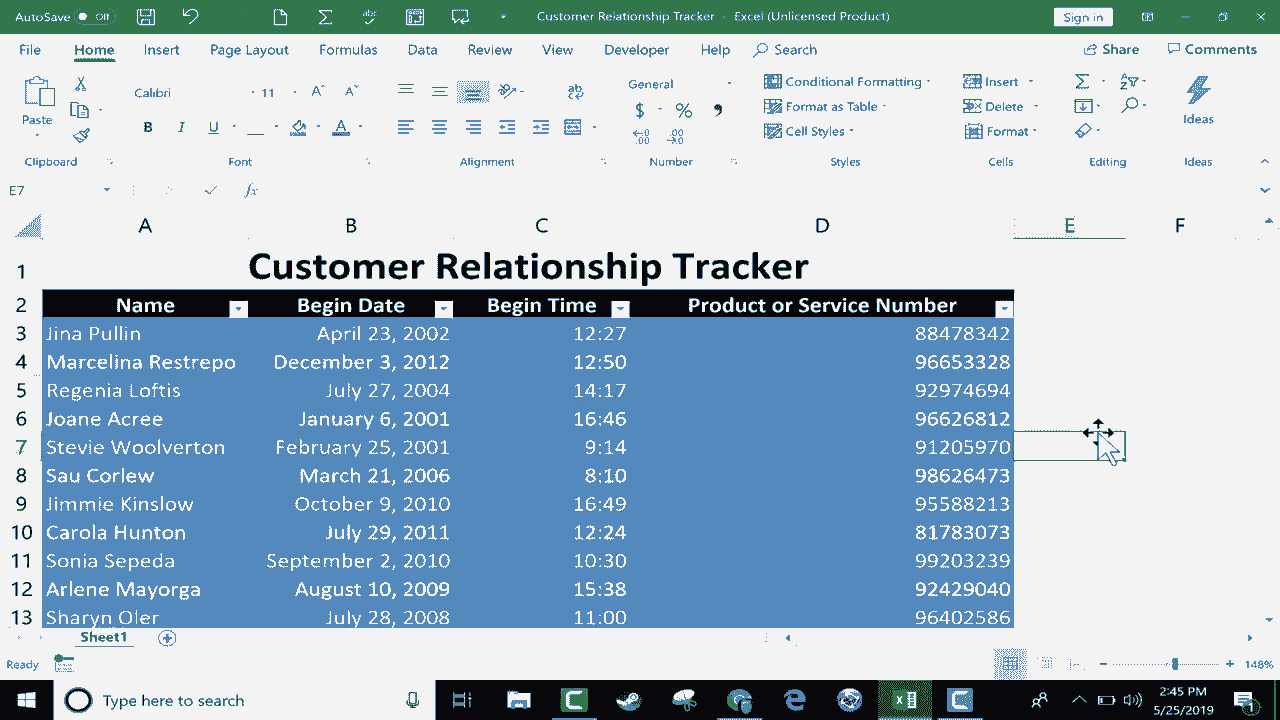 AutoSave Off Customer Relationship Tracker - Excel (Unlicensed Product) Sign in
File Home Insert Page Layout Formulas Data Review View Developer Help Search Share Comments
Paste Calibri 11 A A ab General Conditional Formatting Insert Σ
$ % , Format as Table Delete Ideas
B I U A Cell Styles Format
Clipboard Font Alignment Number Styles Cells Editing Ideas
E7 fx
A B C D E F
1 Customer Relationship Tracker
2 Name Begin Date Begin Time Product or Service Number
3 Jina Pullin April 23, 2002 12:27 88478342
4 Marcelina Restrepo December 3, 2012 12:50 96653328
5 Regenia Loftis July 27, 2004 14:17 92974694
6 Joane Acree January 6, 2001 16:46 96626812
7 Stevie Woolverton February 25, 2001 9:14 91205970
8 Sau Corlew March 21, 2006 8:10 98626473
9 Jimmie Kinslow October 9, 2010 16:49 95588213
10 Carola Hunton July 29, 2011 12:24 81783073
11 Sonia Sepeda September 2, 2010 10:30 99203239
12 Arlene Mayorga August 10, 2009 15:38 92429040
13 Sharyn Oler July 28, 2008 11:00 96402586
Sheet1
Ready 148%
Type here to search 2:45 PM
5/25/2019